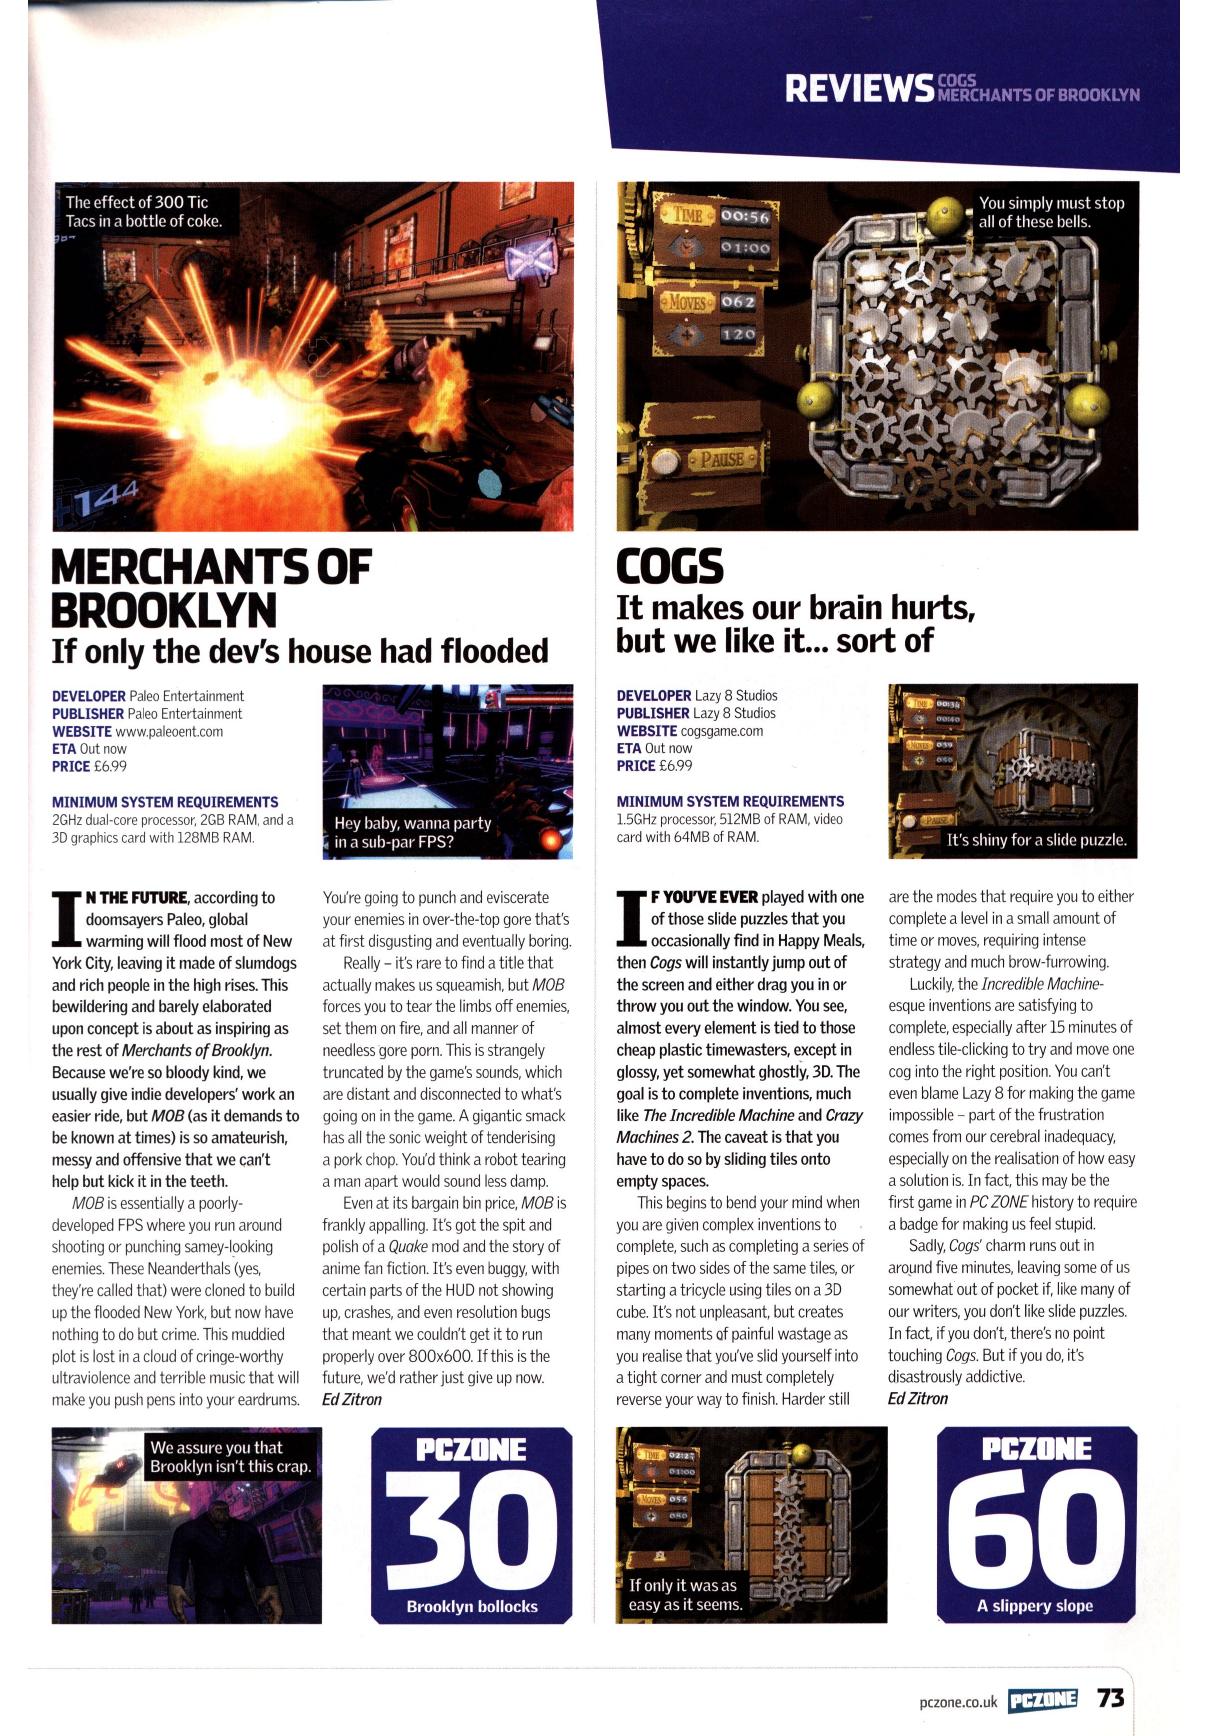 REVIEWS COGS
MERCHANTS OF BROOKLYN
The effect of 300 Tic
Tacs in a bottle of coke.
144
MERCHANTS OF
BROOKLYN
If only the dev's house had flooded
DEVELOPER Paleo Entertainment
PUBLISHER Paleo Entertainment
WEBSITE www.paleoent.com
ETA Out now
PRICE £6.99
MINIMUM SYSTEM REQUIREMENTS
2GHz dual-core processor, 2GB RAM, and a
3D graphics card with 128MB RAM.
Hey baby, wanna party
in a sub-par FPS?
IN THE FUTURE, according to
doomsayers Paleo, global
warming will flood most of New
York City, leaving it made of slumdogs
and rich people in the high rises. This
bewildering and barely elaborated
upon concept is about as inspiring as
the rest of Merchants of Brooklyn.
Because we're so bloody kind, we
usually give indie developers' work an
easier ride, but MOB (as it demands to
be known at times) is so amateurish,
messy and offensive that we can't
help but kick it in the teeth.
MOB is essentially a poorly-
developed FPS where you run around
shooting or punching samey-looking
enemies. These Neanderthals (yes,
they're called that) were cloned to build
up the flooded New York, but now have
nothing to do but crime. This muddied
plot is lost in a cloud of cringe-worthy
ultraviolence and terrible music that will
make you push pens into your eardrums.
You're going to punch and eviscerate
your enemies in over-the-top gore that's
at first disgusting and eventually boring.
Really – it's rare to find a title that
actually makes us squeamish, but MOB
forces you to tear the limbs off enemies,
set them on fire, and all manner of
needless gore porn. This is strangely
truncated by the game's sounds, which
are distant and disconnected to what's
going on in the game. A gigantic smack
has all the sonic weight of tenderising
a pork chop. You'd think a robot tearing
a man apart would sound less damp.
Even at its bargain bin price, MOB is
frankly appalling. It's got the spit and
polish of a Quake mod and the story of
anime fan fiction. It's even buggy, with
certain parts of the HUD not showing
up, crashes, and even resolution bugs
that meant we couldn't get it to run
properly over 800x600. If this is the
future, we'd rather just give up now.
Ed Zitron
We assure you that
Brooklyn isn't this crap.
PCZONE
30
Brooklyn bollocks
TIME 00:56
01:00
MOVES 062
120
PAUSE
You simply must stop
all of these bells.
COGS
It makes our brain hurts,
but we like it... sort of
DEVELOPER Lazy 8 Studios
PUBLISHER Lazy 8 Studios
WEBSITE cogsgame.com
ETA Out now
PRICE £6.99
MINIMUM SYSTEM REQUIREMENTS
1.5GHz processor, 512MB of RAM, video
card with 64MB of RAM.
TIME
MOVES
PAUSE
It's shiny for a slide puzzle.
IF YOU'VE EVER played with one
of those slide puzzles that you
occasionally find in Happy Meals,
then Cogs will instantly jump out of
the screen and either drag you in or
throw you out the window. You see,
almost every element is tied to those
cheap plastic timewasters, except in
glossy, yet somewhat ghostly, 3D. The
goal is to complete inventions, much
like The Incredible Machine and Crazy
Machines 2. The caveat is that you
have to do so by sliding tiles onto
empty spaces.
This begins to bend your mind when
you are given complex inventions to
complete, such as completing a series of
pipes on two sides of the same tiles, or
starting a tricycle using tiles on a 3D
cube. It's not unpleasant, but creates
many moments of painful wastage as
you realise that you've slid yourself into
a tight corner and must completely
reverse your way to finish. Harder still
are the modes that require you to either
complete a level in a small amount of
time or moves, requiring intense
strategy and much brow-furrowing.
Luckily, the Incredible Machine-
esque inventions are satisfying to
complete, especially after 15 minutes of
endless tile-clicking to try and move one
cog into the right position. You can't
even blame Lazy 8 for making the game
impossible – part of the frustration
comes from our cerebral inadequacy,
especially on the realisation of how easy
a solution is. In fact, this may be the
first game in PC ZONE history to require
a badge for making us feel stupid.
Sadly, Cogs' charm runs out in
around five minutes, leaving some of us
somewhat out of pocket if, like many of
our writers, you don't like slide puzzles.
In fact, if you don't, there's no point
touching Cogs. But if you do, it's
disastrously addictive.
Ed Zitron
TIME 02:27
01:00
MOVES 055
080
If only it was as
easy as it seems.
PCZONE
60
A slippery slope
pczone.co.uk PCZONE 73